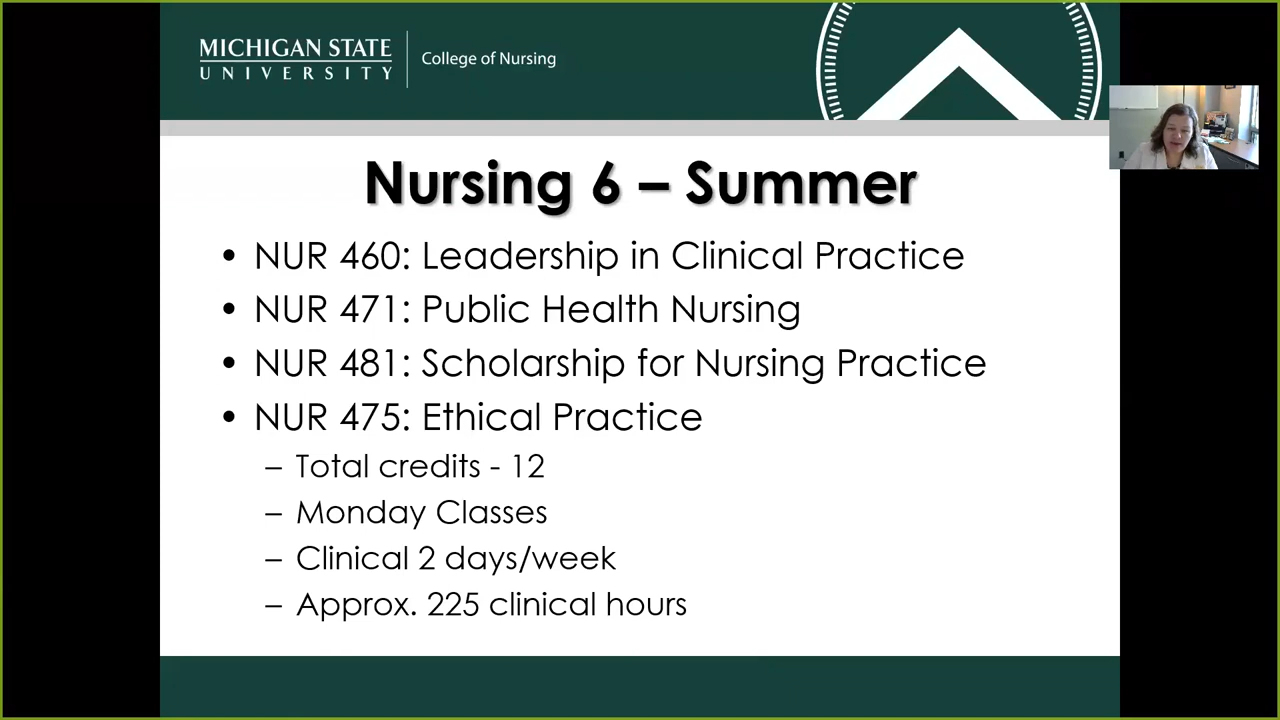 MICHIGAN STATE
UNIVERSITY
College of Nursing
Nursing 6 – Summer
• NUR 460: Leadership in Clinical Practice
• NUR 471: Public Health Nursing
• NUR 481: Scholarship for Nursing Practice
• NUR 475: Ethical Practice
– Total credits - 12
– Monday Classes
– Clinical 2 days/week
– Approx. 225 clinical hours